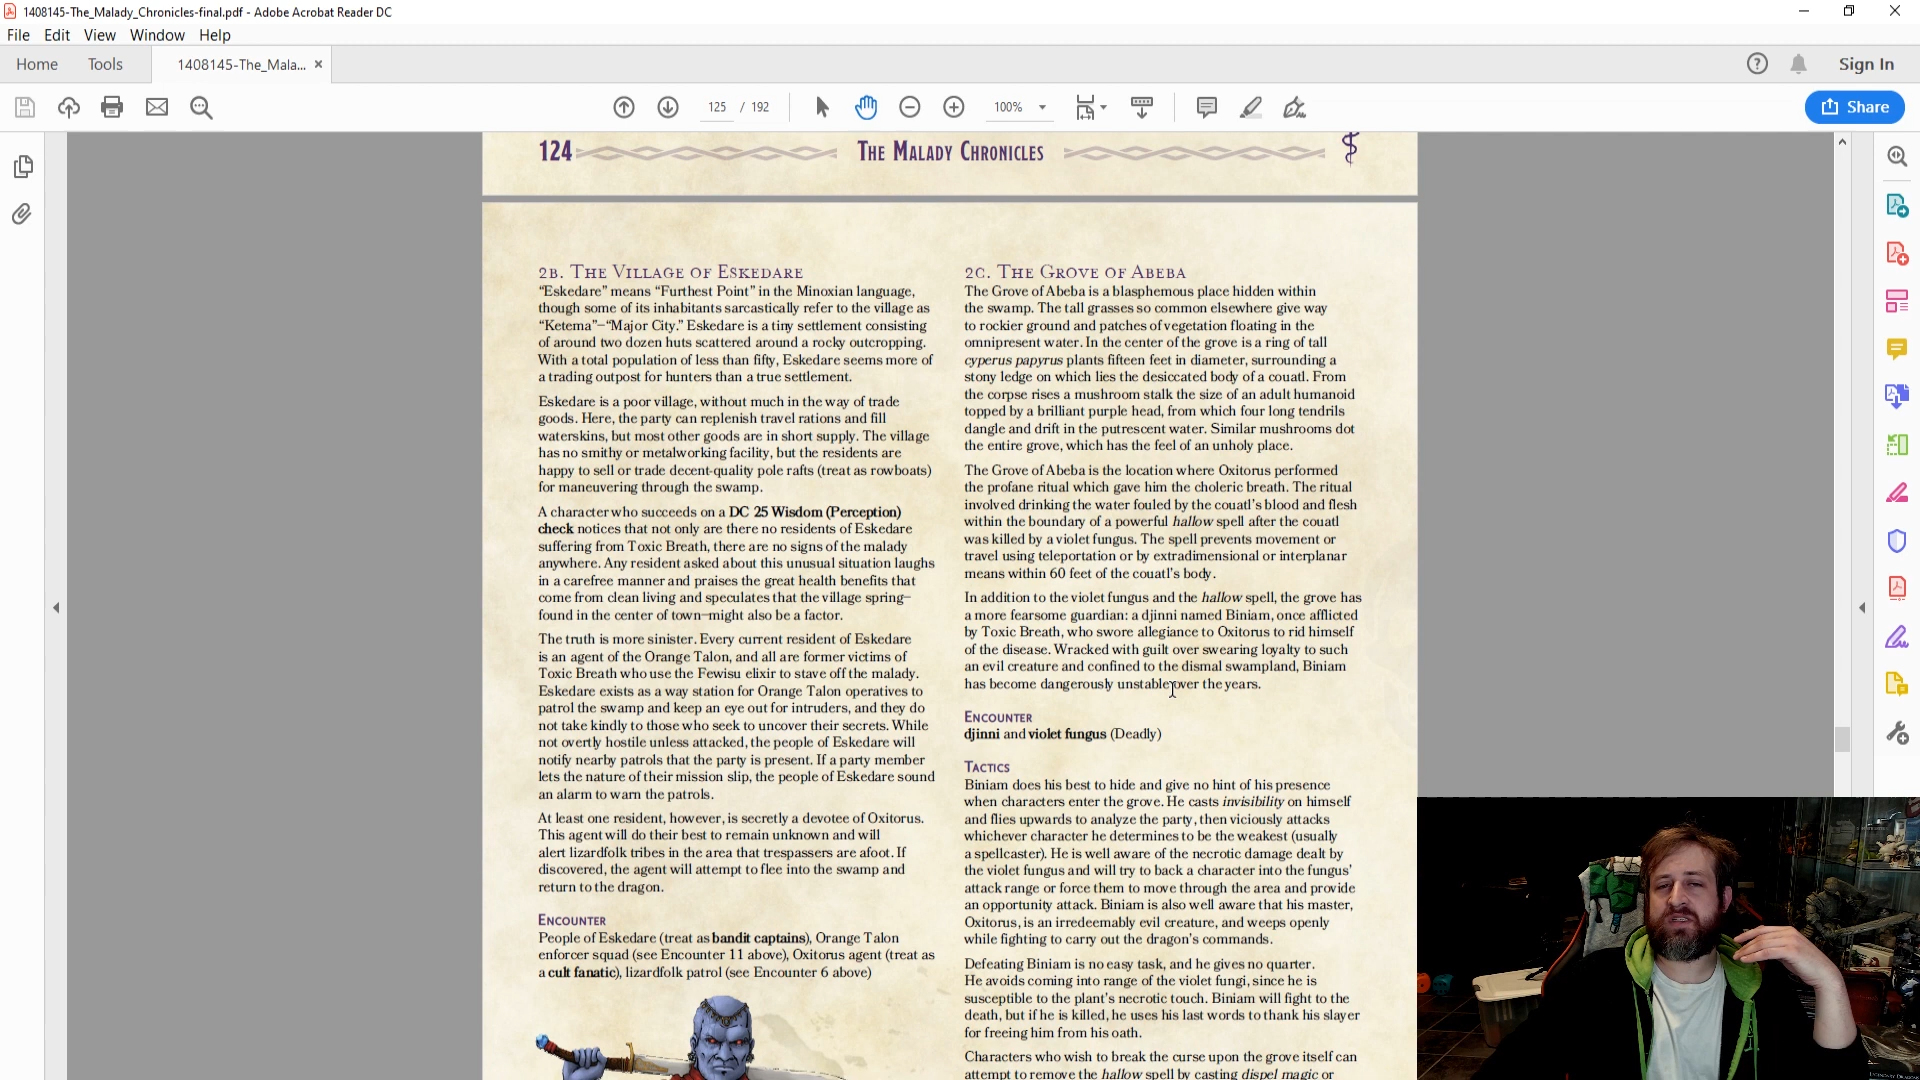 1408145-The_Malady_Chronicles-final.pdf - Adobe Acrobat Reader DC
File Edit View Window Help
Home Tools 1408145-The_Mala... ×
Sign In
125 / 192 100%
Share
124 The Malady Chronicles
2B. The Village of Eskedare
“Eskedare” means “Furthest Point” in the Minoxian language,
though some of its inhabitants sarcastically refer to the village as
“Ketema”—“Major City.” Eskedare is a tiny settlement consisting
of around two dozen huts scattered around a rocky outcropping.
With a total population of less than fifty, Eskedare seems more of
a trading outpost for hunters than a true settlement.
Eskedare is a poor village, without much in the way of trade
goods. Here, the party can replenish travel rations and fill
waterskins, but most other goods are in short supply. The village
has no smithy or metalworking facility, but the residents are
happy to sell or trade decent-quality pole rafts (treat as rowboats)
for maneuvering through the swamp.
A character who succeeds on a DC 25 Wisdom (Perception)
check notices that not only are there no residents of Eskedare
suffering from Toxic Breath, there are no signs of the malady
anywhere. Any resident asked about this unusual situation laughs
in a carefree manner and praises the great health benefits that
come from clean living and speculates that the village spring—
found in the center of town—might also be a factor.
The truth is more sinister. Every current resident of Eskedare
is an agent of the Orange Talon, and all are former victims of
Toxic Breath who use the Fewisu elixir to stave off the malady.
Eskedare exists as a way station for Orange Talon operatives to
patrol the swamp and keep an eye out for intruders, and they do
not take kindly to those who seek to uncover their secrets. While
not overtly hostile unless attacked, the people of Eskedare will
notify nearby patrols that the party is present. If a party member
lets the nature of their mission slip, the people of Eskedare sound
an alarm to warn the patrols.
At least one resident, however, is secretly a devotee of Oxitorus.
This agent will do their best to remain unknown and will
alert lizardfolk tribes in the area that trespassers are afoot. If
discovered, the agent will attempt to flee into the swamp and
return to the dragon.
Encounter
People of Eskedare (treat as bandit captains), Orange Talon
enforcer squad (see Encounter 11 above), Oxitorus agent (treat as
a cult fanatic), lizardfolk patrol (see Encounter 6 above)
2C. The Grove of Abeba
The Grove of Abeba is a blasphemous place hidden within
the swamp. The tall grasses so common elsewhere give way
to rockier ground and patches of vegetation floating in the
omnipresent water. In the center of the grove is a ring of tall
cyperus papyrus plants fifteen feet in diameter, surrounding a
stony ledge on which lies the desiccated body of a couatl. From
the corpse rises a mushroom stalk the size of an adult humanoid
topped by a brilliant purple head, from which four long tendrils
dangle and drift in the putrescent water. Similar mushrooms dot
the entire grove, which has the feel of an unholy place.
The Grove of Abeba is the location where Oxitorus performed
the profane ritual which gave him the choleric breath. The ritual
involved drinking the water fouled by the couatl’s blood and flesh
within the boundary of a powerful hallow spell after the couatl
was killed by a violet fungus. The spell prevents movement or
travel using teleportation or by extradimensional or interplanar
means within 60 feet of the couatl’s body.
In addition to the violet fungus and the hallow spell, the grove has
a more fearsome guardian: a djinni named Biniam, once afflicted
by Toxic Breath, who swore allegiance to Oxitorus to rid himself
of the disease. Wracked with guilt over swearing loyalty to such
an evil creature and confined to the dismal swampland, Biniam
has become dangerously unstable over the years.
Encounter
djinni and violet fungus (Deadly)
Tactics
Biniam does his best to hide and give no hint of his presence
when characters enter the grove. He casts invisibility on himself
and flies upwards to analyze the party, then viciously attacks
whichever character he determines to be the weakest (usually
a spellcaster). He is well aware of the necrotic damage dealt by
the violet fungus and will try to back a character into the fungus’
attack range or force them to move through the area and provide
an opportunity attack. Biniam is also well aware that his master,
Oxitorus, is an irredeemably evil creature, and weeps openly
while fighting to carry out the dragon’s commands.
Defeating Biniam is no easy task, and he gives no quarter.
He avoids coming into range of the violet fungi, since he is
susceptible to the plant’s necrotic touch. Biniam will fight to the
death, but if he is killed, he uses his last words to thank his slayer
for freeing him from his oath.
Characters who wish to break the curse upon the grove itself can
attempt to remove the hallow spell by casting dispel magic or